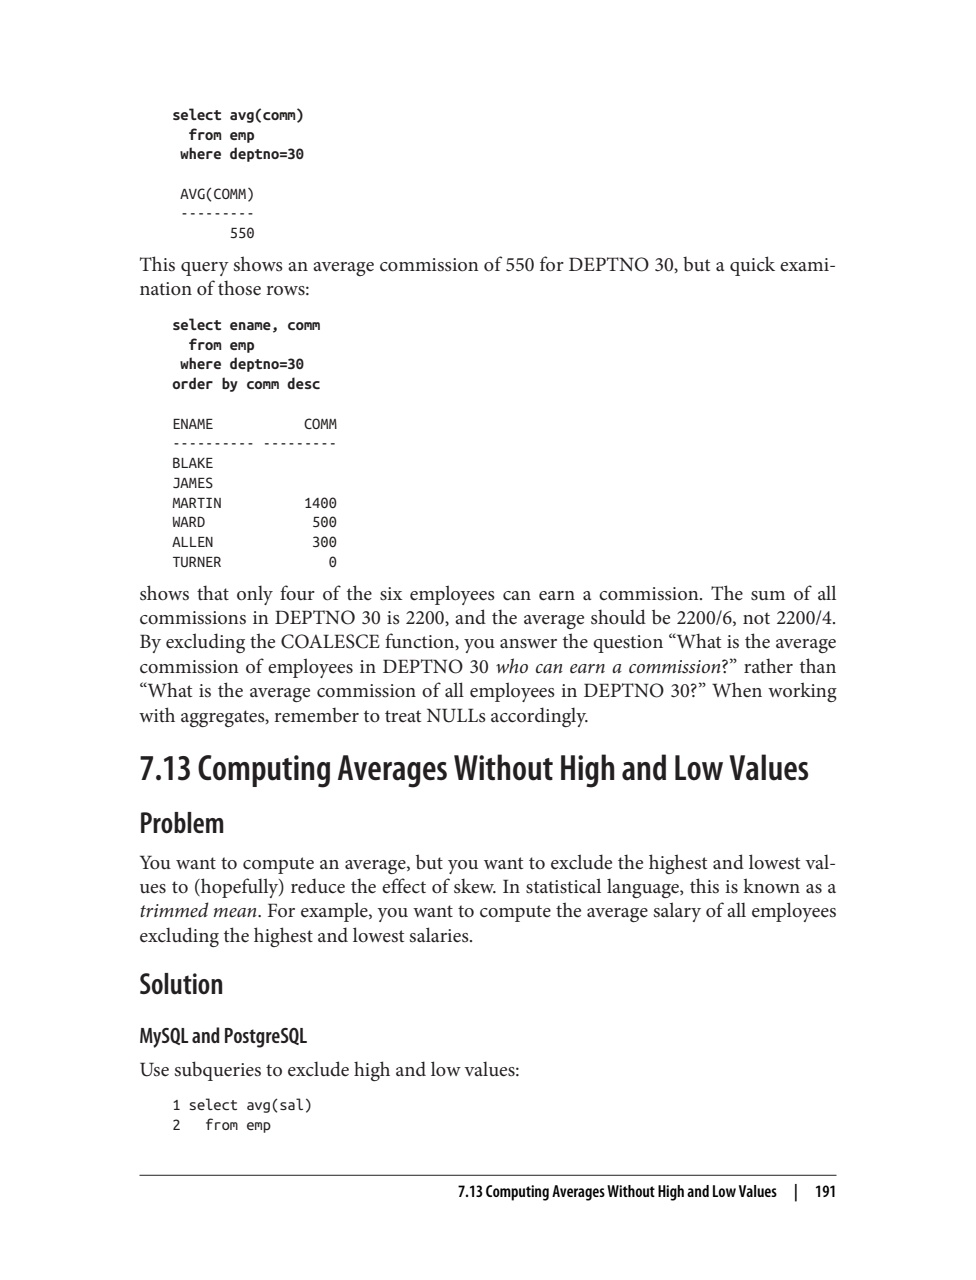 select avg(comm)
from emp
where deptno=30
AVG(COMM)
---------
550
This query shows an average commission of 550 for DEPTNO 30, but a quick exami-
nation of those rows:
select ename, comm
from emp
where deptno=30
order by comm desc
ENAME COMM
---------- ---------
BLAKE
JAMES
MARTIN 1400
WARD 500
ALLEN 300
TURNER 0
shows that only four of the six employees can earn a commission. The sum of all
commissions in DEPTNO 30 is 2200, and the average should be 2200/6, not 2200/4.
By excluding the COALESCE function, you answer the question “What is the average
commission of employees in DEPTNO 30 who can earn a commission?” rather than
“What is the average commission of all employees in DEPTNO 30?” When working
with aggregates, remember to treat NULLs accordingly.
7.13 Computing Averages Without High and Low Values
Problem
You want to compute an average, but you want to exclude the highest and lowest val-
ues to (hopefully) reduce the effect of skew. In statistical language, this is known as a
trimmed mean. For example, you want to compute the average salary of all employees
excluding the highest and lowest salaries.
Solution
MySQL and PostgreSQL
Use subqueries to exclude high and low values:
1 select avg(sal)
2 from emp
7.13 Computing Averages Without High and Low Values | 191